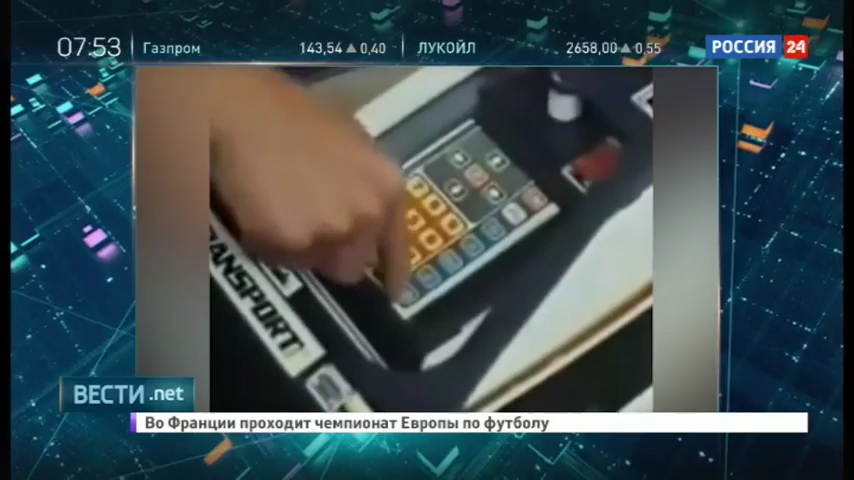 07:53 Газпром 143,54 ▲ 0,40 ЛУКОЙЛ 2658,00 ▲ 0,55 РОССИЯ 24
TRANSPORT
ВЕСТИ.net
Во Франции проходит чемпионат Европы по футболу